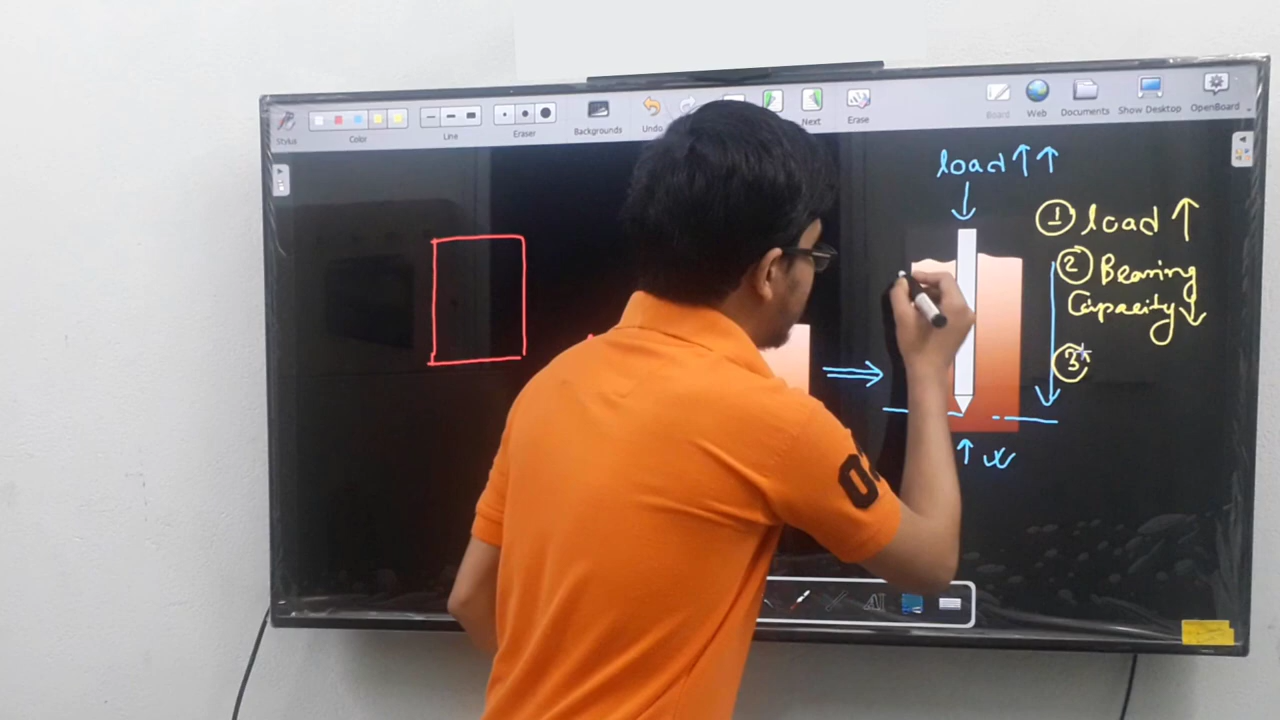 Stylus
Color
Line
Eraser
Backgrounds
Undo
Next
Erase
Board
Web
Documents
Show Desktop
OpenBoard
load ↑ ↑
① load ↑
② Bearing
Capacity ↓
③
↑
AI